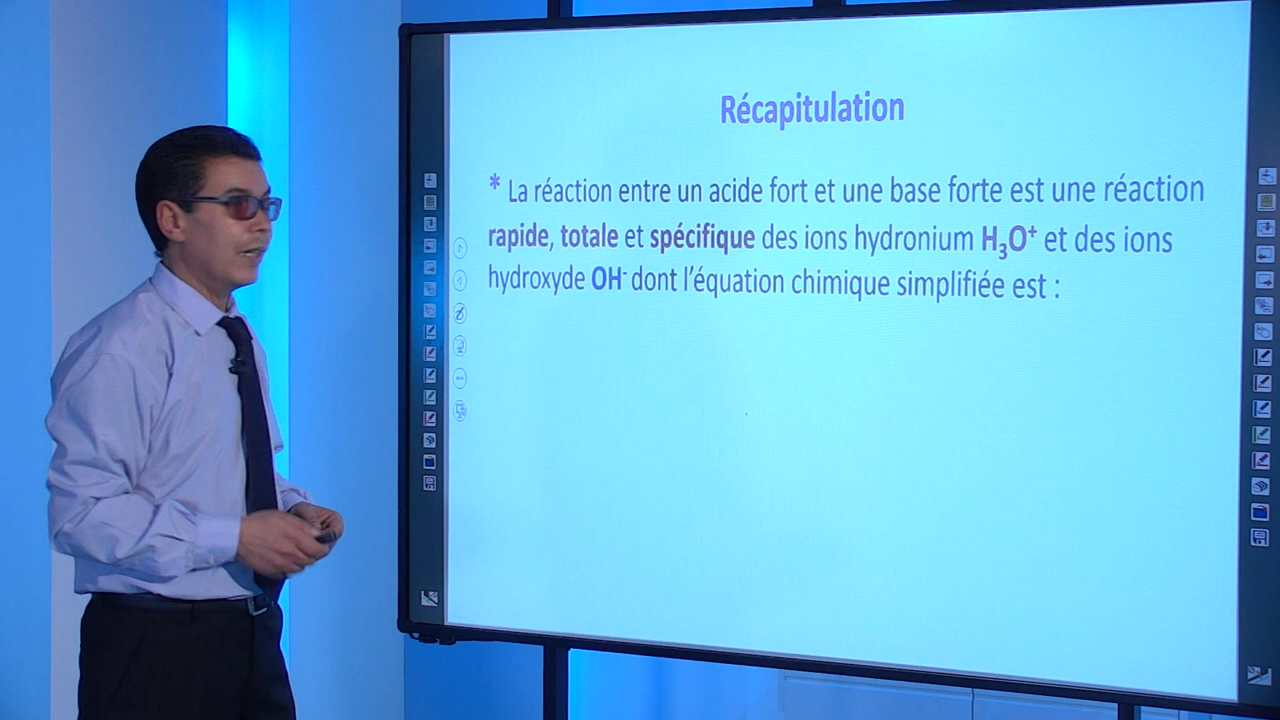 Récapitulation
* La réaction entre un acide fort et une base forte est une réaction
rapide, totale et spécifique des ions hydronium H₃O⁺ et des ions
hydroxyde OH⁻ dont l’équation chimique simplifiée est :